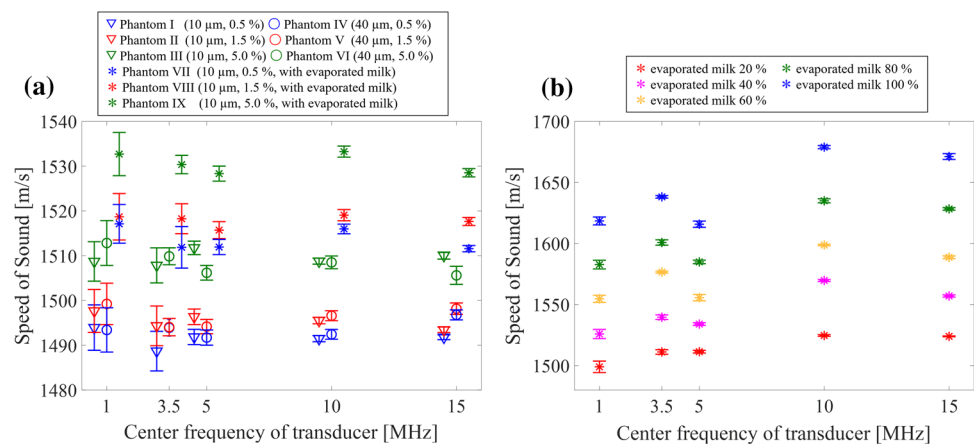 Phantom I (10 µm, 0.5 %) Phantom IV (40 µm, 0.5 %)
Phantom II (10 µm, 1.5 %) Phantom V (40 µm, 1.5 %)
Phantom III (10 µm, 5.0 %) Phantom VI (40 µm, 5.0 %)
Phantom VII (10 µm, 0.5 %, with evaporated milk)
Phantom VIII (10 µm, 1.5 %, with evaporated milk)
Phantom IX (10 µm, 5.0 %, with evaporated milk)
(a)
1540
1530
1520
1510
1500
1490
1480
Speed of Sound [m/s]
1 3.5 5 10 15
Center frequency of transducer [MHz]
evaporated milk 20 % evaporated milk 80 %
evaporated milk 40 % evaporated milk 100 %
evaporated milk 60 %
(b)
1700
1650
1600
1550
1500
Speed of Sound [m/s]
1 3.5 5 10 15
Center frequency of transducer [MHz]